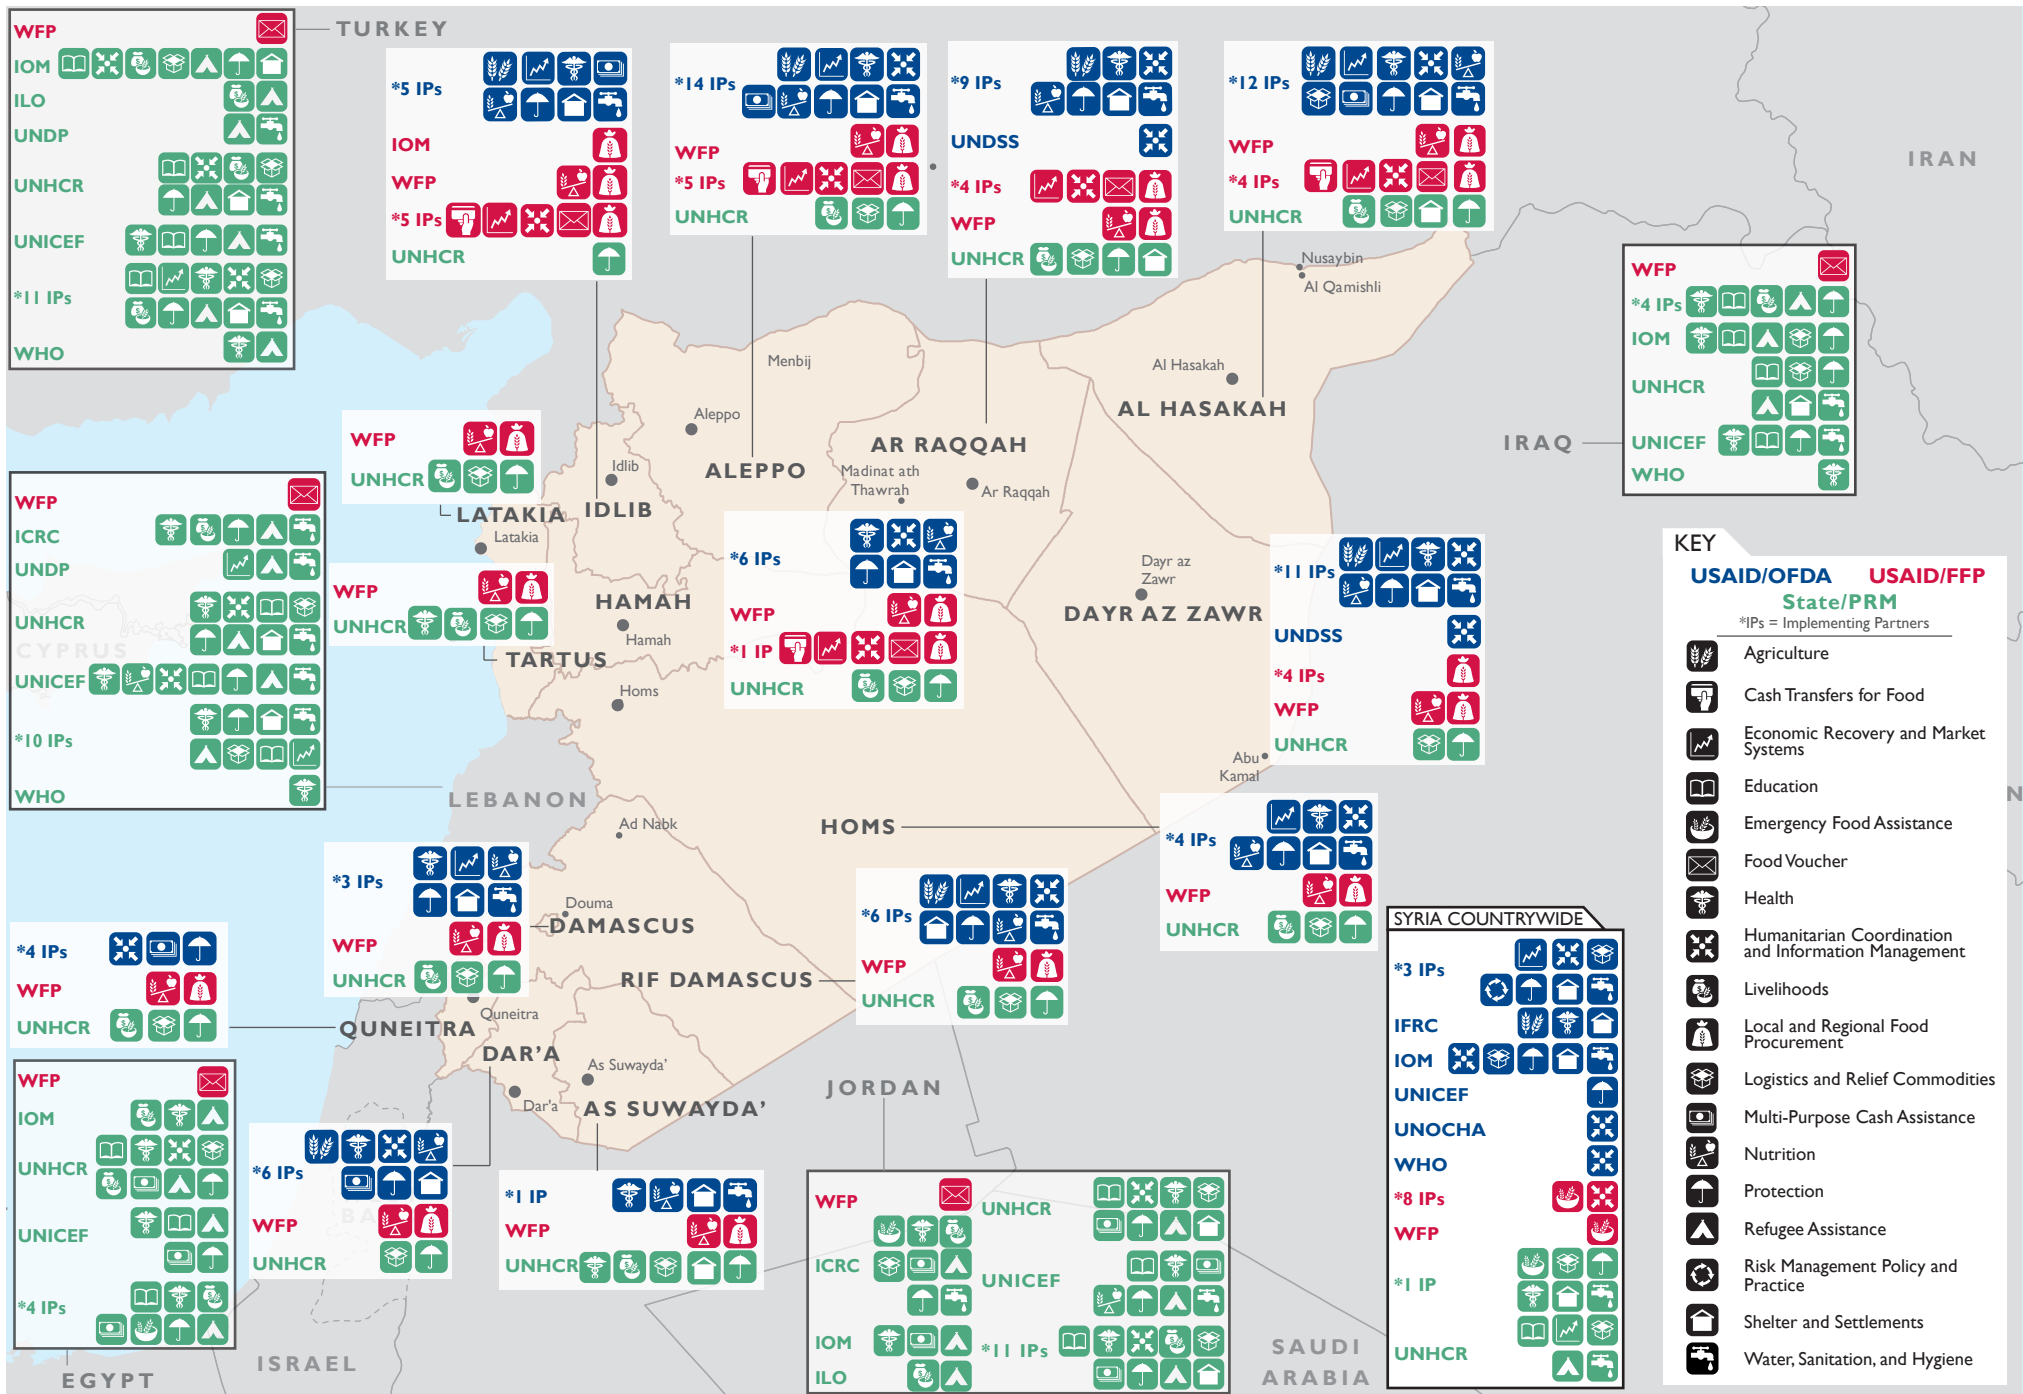 WFP
IOM
ILO
UNDP
UNHCR
UNICEF
*11 IPs
WHO
TURKEY
*5 IPs
IOM
WFP
*5 IPs
UNHCR
*14 IPs
WFP
*5 IPs
UNHCR
*9 IPs
UNDSS
*4 IPs
WFP
UNHCR
*12 IPs
WFP
*4 IPs
UNHCR
IRAN
WFP
*4 IPs
IOM
UNHCR
UNICEF
WHO
IRAQ
Nusaybin
Al Qamishli
Menbij
Al Hasakah
AL HASAKAH
Aleppo
ALEPPO
AR RAQQAH
Madinat ath
Thawrah
Ar Raqqah
WFP
UNHCR
LATAKIA
Latakia
Idlib
IDLIB
WFP
ICRC
UNDP
UNHCR
CYPRUS
UNICEF
*10 IPs
WHO
WFP
UNHCR
TARTUS
HAMAH
Hamah
Homs
*6 IPs
WFP
*1 IP
UNHCR
Dayr az
Zawr
DAYR AZ ZAWR
*11 IPs
UNDSS
*4 IPs
WFP
UNHCR
Abu
Kamal
LEBANON
Ad Nabk
HOMS
*4 IPs
WFP
UNHCR
*3 IPs
WFP
UNHCR
Douma
DAMASCUS
RIF DAMASCUS
*6 IPs
WFP
UNHCR
*4 IPs
WFP
UNHCR
QUNEITRA
Quneitra
DAR'A
Dar'a
As Suwayda'
AS SUWAYDA'
WFP
IOM
UNHCR
UNICEF
*4 IPs
EGYPT
ISRAEL
*6 IPs
WFP
UNHCR
*1 IP
WFP
UNHCR
JORDAN
WFP
ICRC
IOM
ILO
UNHCR
UNICEF
*11 IPs
SAUDI
ARABIA
SYRIA COUNTRYWIDE
*3 IPs
IFRC
IOM
UNICEF
UNOCHA
WHO
*8 IPs
WFP
*1 IP
UNHCR
KEY
USAID/OFDA USAID/FFP
State/PRM
*IPs = Implementing Partners
Agriculture
Cash Transfers for Food
Economic Recovery and Market
Systems
Education
Emergency Food Assistance
Food Voucher
Health
Humanitarian Coordination
and Information Management
Livelihoods
Local and Regional Food
Procurement
Logistics and Relief Commodities
Multi-Purpose Cash Assistance
Nutrition
Protection
Refugee Assistance
Risk Management Policy and
Practice
Shelter and Settlements
Water, Sanitation, and Hygiene